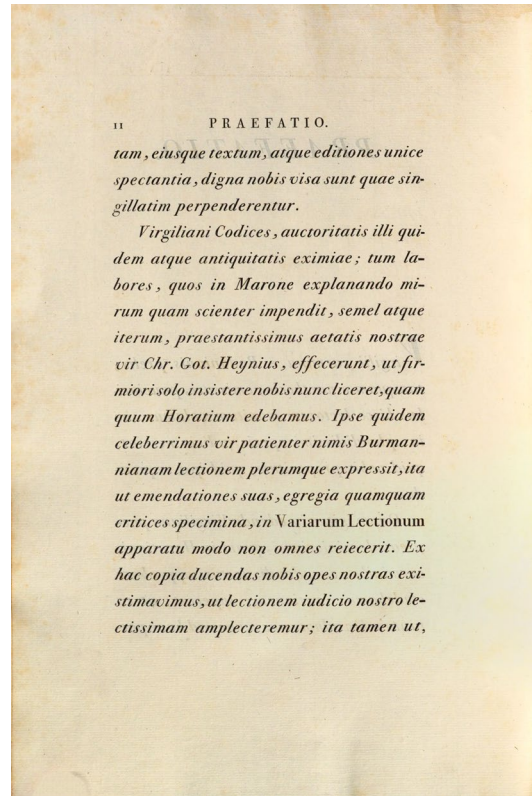 II PRAEFATIO.
tam, eiusque textum, atque editiones unice
spectantia, digna nobis visa sunt quae sin-
gillatim perpenderentur.
Virgiliani Codices, auctoritatis illi qui-
dem atque antiquitatis eximiae; tum la-
bores, quos in Marone explanando mi-
rum quam scienter impendit, semel atque
iterum, praestantissimus aetatis nostrae
vir Chr. Got. Heynius, effecerunt, ut fir-
miori solo insistere nobis nunc liceret, quam
quum Horatium edebamus. Ipse quidem
celeberrimus vir patienter nimis Burman-
nianam lectionem plerumque expressit, ita
ut emendationes suas, egregia quamquam
critices specimina, in Variarum Lectionum
apparatu modo non omnes reiecerit. Ex
hac copia ducendas nobis opes nostras exi-
stimavimus, ut lectionem iudicio nostro le-
ctissimam amplecteremur; ita tamen ut,